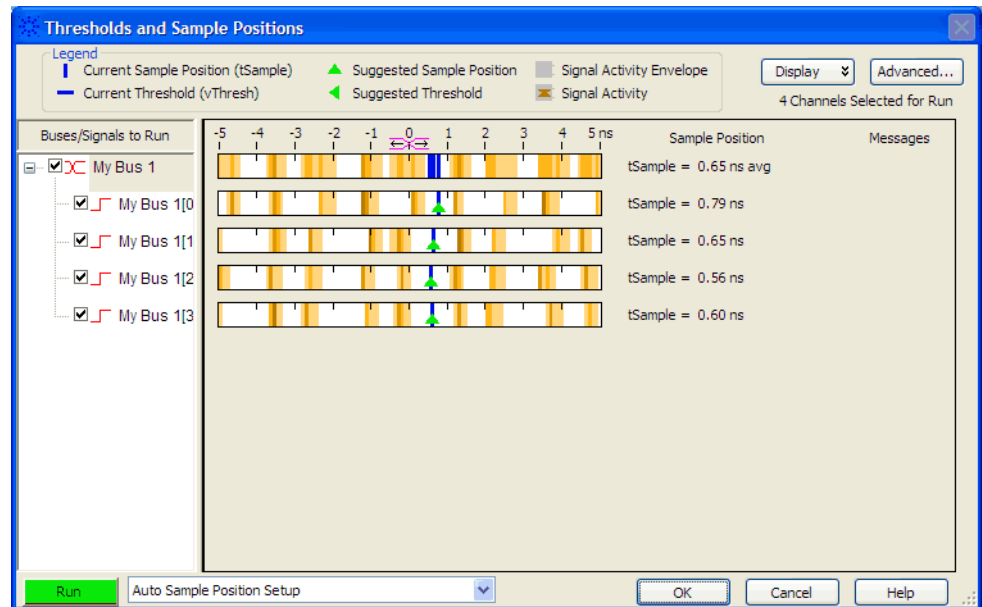 Thresholds and Sample Positions
Legend
Current Sample Position (tSample)
Suggested Sample Position
Signal Activity Envelope
Current Threshold (vThresh)
Suggested Threshold
Signal Activity
Display
Advanced...
4 Channels Selected for Run
Buses/Signals to Run
-5 -4 -3 -2 -1 0 1 2 3 4 5 ns
Sample Position
Messages
My Bus 1
tSample = 0.65 ns avg
My Bus 1[0
tSample = 0.79 ns
My Bus 1[1
tSample = 0.65 ns
My Bus 1[2
tSample = 0.56 ns
My Bus 1[3
tSample = 0.60 ns
Run
Auto Sample Position Setup
OK
Cancel
Help